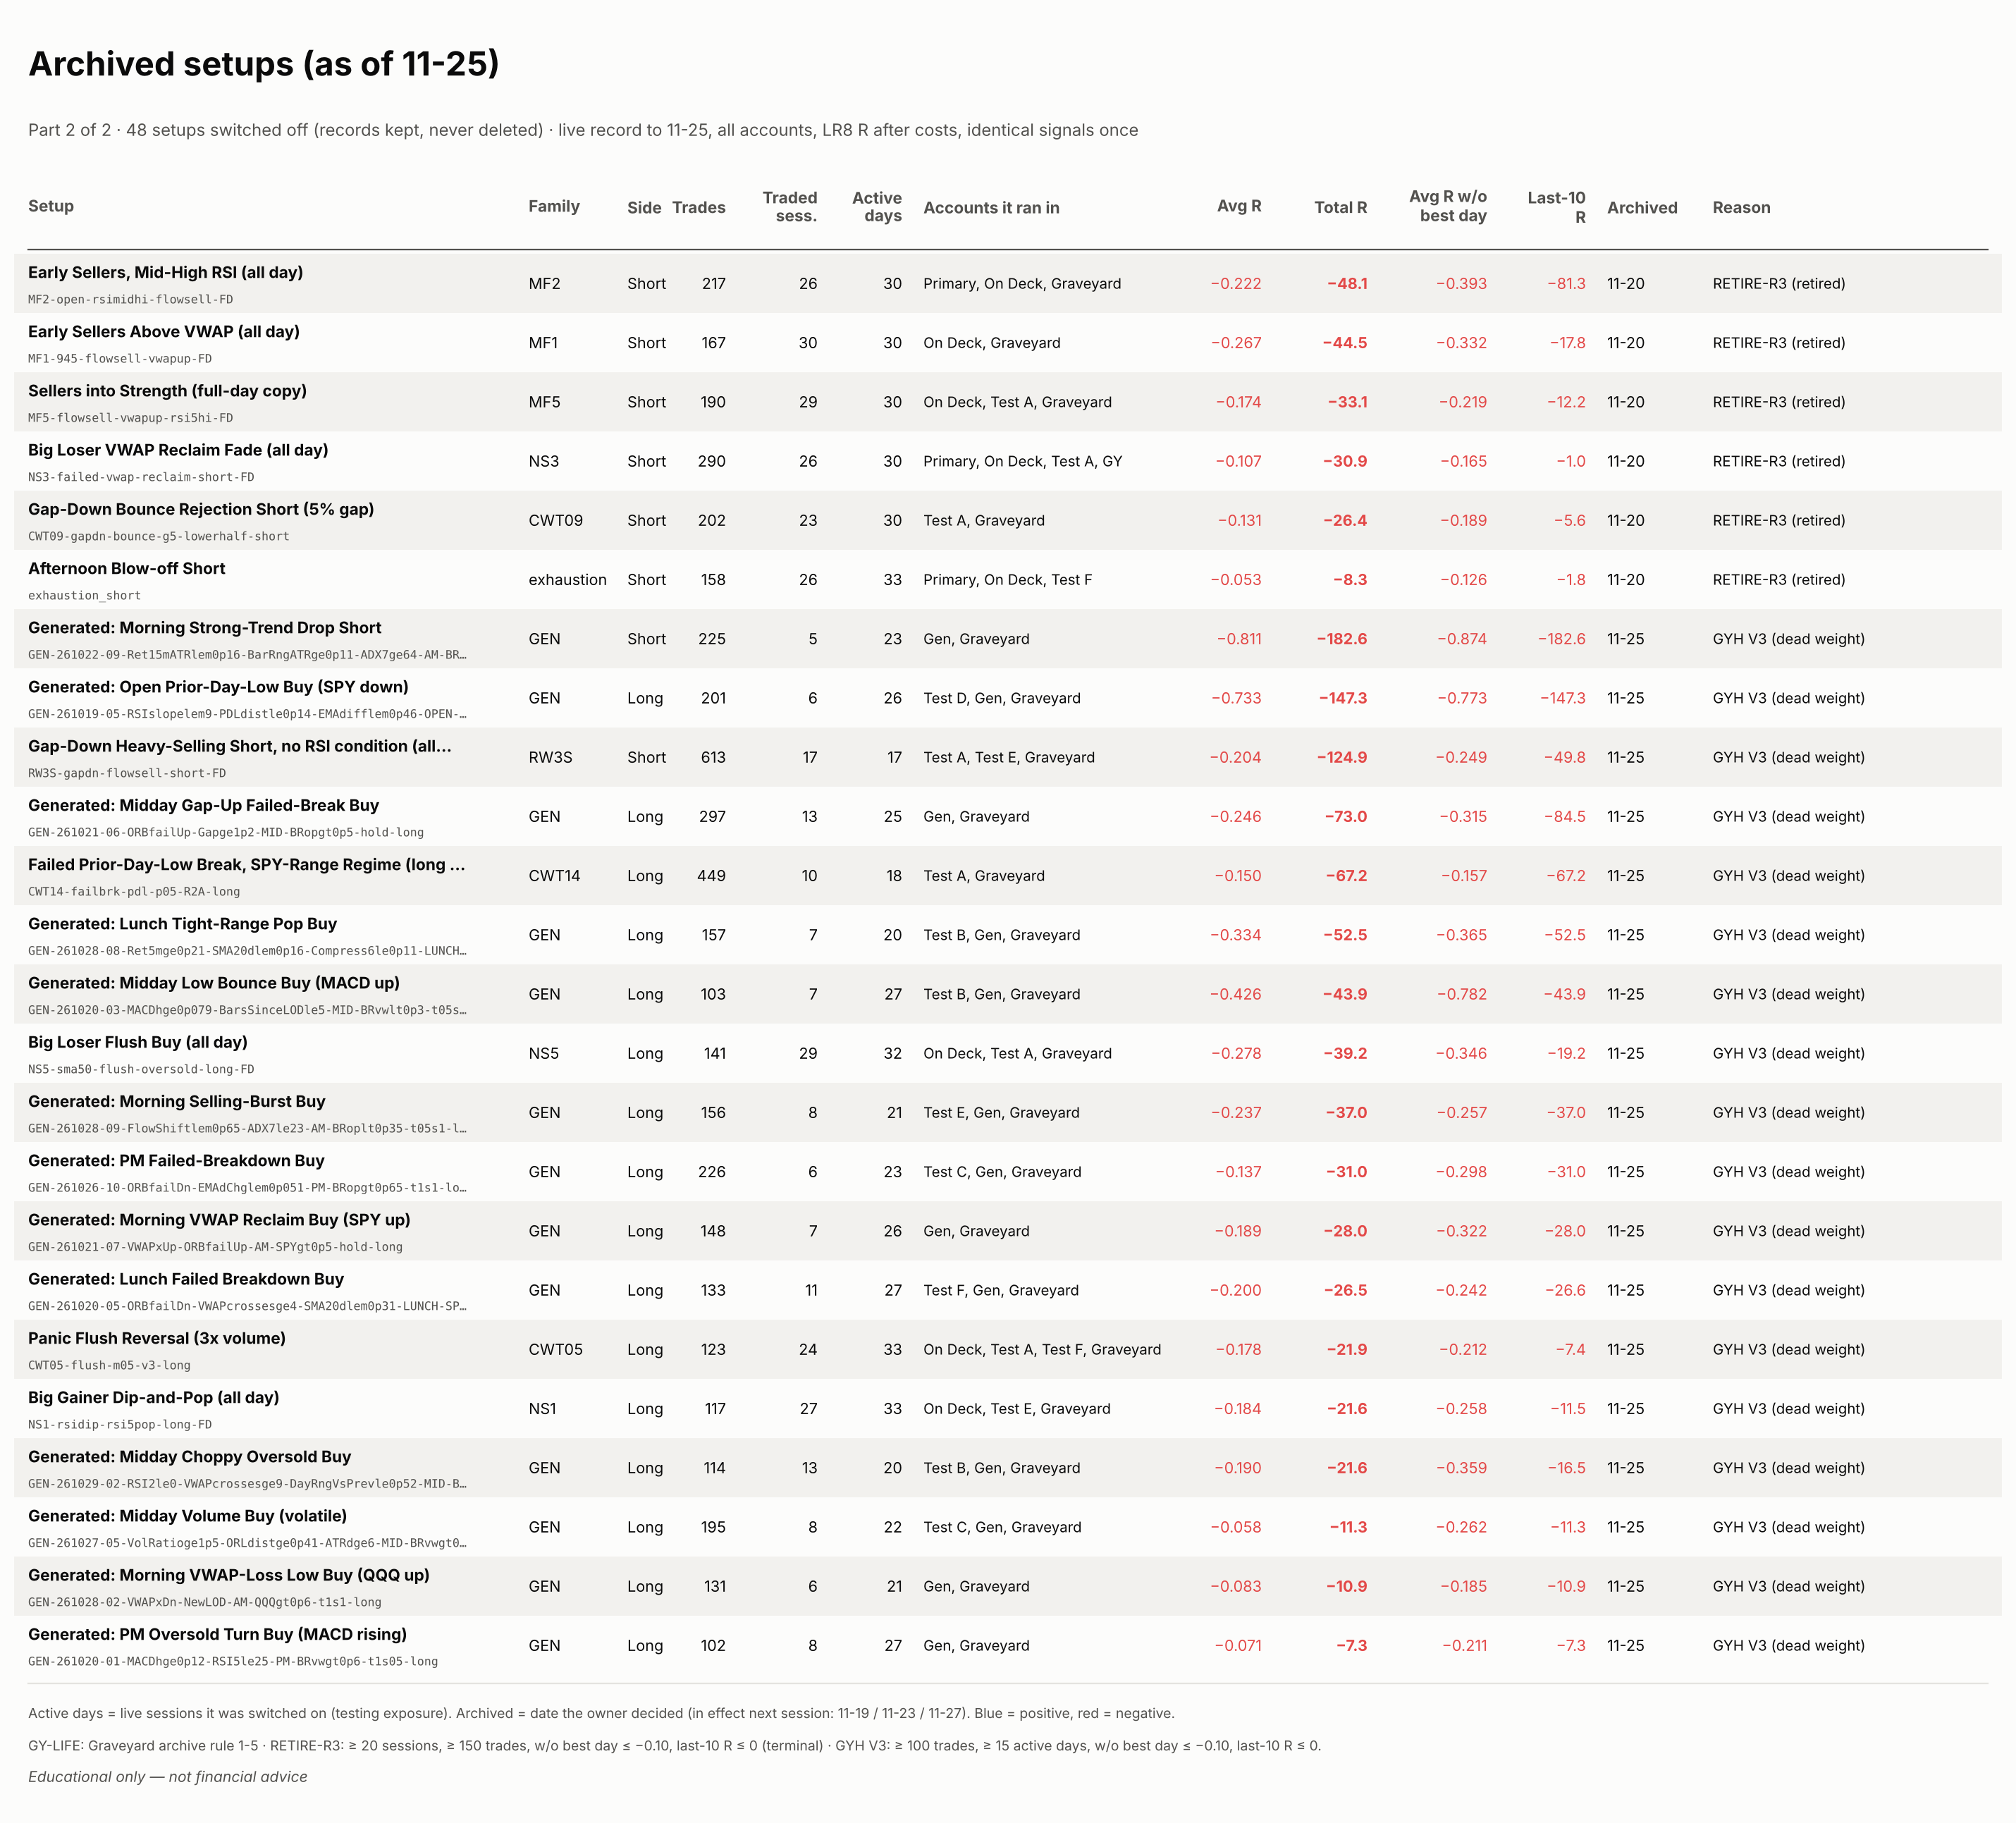 Archived setups (as of 11-25)
Part 2 of 2 · 48 setups switched off (records kept, never deleted) · live record to 11-25, all accounts, LR8 R after costs, identical signals once
Setup Family Side Trades Traded sess. Active days Accounts it ran in Avg R Total R Avg R w/o best day Last-10 R Archived Reason
Early Sellers, Mid-High RSI (all day) MF2 Short 217 26 30 Primary, On Deck, Graveyard −0.222 −48.1 −0.393 −81.3 11-20 RETIRE-R3 (retired)
MF2-open-rsimidhi-flowsell-FD
Early Sellers Above VWAP (all day) MF1 Short 167 30 30 On Deck, Graveyard −0.267 −44.5 −0.332 −17.8 11-20 RETIRE-R3 (retired)
MF1-945-flowsell-vwapup-FD
Sellers into Strength (full-day copy) MF5 Short 190 29 30 On Deck, Test A, Graveyard −0.174 −33.1 −0.219 −12.2 11-20 RETIRE-R3 (retired)
MF5-flowsell-vwapup-rsi5hi-FD
Big Loser VWAP Reclaim Fade (all day) NS3 Short 290 26 30 Primary, On Deck, Test A, GY −0.107 −30.9 −0.165 −1.0 11-20 RETIRE-R3 (retired)
NS3-failed-vwap-reclaim-short-FD
Gap-Down Bounce Rejection Short (5% gap) CWT09 Short 202 23 30 Test A, Graveyard −0.131 −26.4 −0.189 −5.6 11-20 RETIRE-R3 (retired)
CWT09-gapdn-bounce-g5-lowerhalf-short
Afternoon Blow-off Short exhaustion Short 158 26 33 Primary, On Deck, Test F −0.053 −8.3 −0.126 −1.8 11-20 RETIRE-R3 (retired)
exhaustion_short
Generated: Morning Strong-Trend Drop Short GEN Short 225 5 23 Gen, Graveyard −0.811 −182.6 −0.874 −182.6 11-25 GYH V3 (dead weight)
GEN-261022-09-Ret15mATRlem0p16-BarRngATRge0p11-ADX7ge64-AM-BR…
Generated: Open Prior-Day-Low Buy (SPY down) GEN Long 201 6 26 Test D, Gen, Graveyard −0.733 −147.3 −0.773 −147.3 11-25 GYH V3 (dead weight)
GEN-261019-05-RSIslopelem9-PDLdistle0p14-EMAdifflem0p46-OPEN-…
Gap-Down Heavy-Selling Short, no RSI condition (all… RW3S Short 613 17 17 Test A, Test E, Graveyard −0.204 −124.9 −0.249 −49.8 11-25 GYH V3 (dead weight)
RW3S-gapdn-flowsell-short-FD
Generated: Midday Gap-Up Failed-Break Buy GEN Long 297 13 25 Gen, Graveyard −0.246 −73.0 −0.315 −84.5 11-25 GYH V3 (dead weight)
GEN-261021-06-ORBfailUp-Gapge1p2-MID-BRopgt0p5-hold-long
Failed Prior-Day-Low Break, SPY-Range Regime (long … CWT14 Long 449 10 18 Test A, Graveyard −0.150 −67.2 −0.157 −67.2 11-25 GYH V3 (dead weight)
CWT14-failbrk-pdl-p05-R2A-long
Generated: Lunch Tight-Range Pop Buy GEN Long 157 7 20 Test B, Gen, Graveyard −0.334 −52.5 −0.365 −52.5 11-25 GYH V3 (dead weight)
GEN-261028-08-Ret5mge0p21-SMA20dlem0p16-Compress6le0p11-LUNCH…
Generated: Midday Low Bounce Buy (MACD up) GEN Long 103 7 27 Test B, Gen, Graveyard −0.426 −43.9 −0.782 −43.9 11-25 GYH V3 (dead weight)
GEN-261020-03-MACDhge0p079-BarsSinceLODle5-MID-BRvwlt0p3-t05s…
Big Loser Flush Buy (all day) NS5 Long 141 29 32 On Deck, Test A, Graveyard −0.278 −39.2 −0.346 −19.2 11-25 GYH V3 (dead weight)
NS5-sma50-flush-oversold-long-FD
Generated: Morning Selling-Burst Buy GEN Long 156 8 21 Test E, Gen, Graveyard −0.237 −37.0 −0.257 −37.0 11-25 GYH V3 (dead weight)
GEN-261028-09-FlowShiftlem0p65-ADX7le23-AM-BRoplt0p35-t05s1-l…
Generated: PM Failed-Breakdown Buy GEN Long 226 6 23 Test C, Gen, Graveyard −0.137 −31.0 −0.298 −31.0 11-25 GYH V3 (dead weight)
GEN-261026-10-ORBfailDn-EMAdChglem0p051-PM-BRopgt0p65-t1s1-lo…
Generated: Morning VWAP Reclaim Buy (SPY up) GEN Long 148 7 26 Gen, Graveyard −0.189 −28.0 −0.322 −28.0 11-25 GYH V3 (dead weight)
GEN-261021-07-VWAPxUp-ORBfailUp-AM-SPYgt0p5-hold-long
Generated: Lunch Failed Breakdown Buy GEN Long 133 11 27 Test F, Gen, Graveyard −0.200 −26.5 −0.242 −26.6 11-25 GYH V3 (dead weight)
GEN-261020-05-ORBfailDn-VWAPcrossesge4-SMA20dlem0p31-LUNCH-SP…
Panic Flush Reversal (3x volume) CWT05 Long 123 24 33 On Deck, Test A, Test F, Graveyard −0.178 −21.9 −0.212 −7.4 11-25 GYH V3 (dead weight)
CWT05-flush-m05-v3-long
Big Gainer Dip-and-Pop (all day) NS1 Long 117 27 33 On Deck, Test E, Graveyard −0.184 −21.6 −0.258 −11.5 11-25 GYH V3 (dead weight)
NS1-rsidip-rsi5pop-long-FD
Generated: Midday Choppy Oversold Buy GEN Long 114 13 20 Test B, Gen, Graveyard −0.190 −21.6 −0.359 −16.5 11-25 GYH V3 (dead weight)
GEN-261029-02-RSI2le0-VWAPcrossesge9-DayRngVsPrevle0p52-MID-B…
Generated: Midday Volume Buy (volatile) GEN Long 195 8 22 Test C, Gen, Graveyard −0.058 −11.3 −0.262 −11.3 11-25 GYH V3 (dead weight)
GEN-261027-05-VolRatioge1p5-ORLdistge0p41-ATRdge6-MID-BRvwgt0…
Generated: Morning VWAP-Loss Low Buy (QQQ up) GEN Long 131 6 21 Gen, Graveyard −0.083 −10.9 −0.185 −10.9 11-25 GYH V3 (dead weight)
GEN-261028-02-VWAPxDn-NewLOD-AM-QQQgt0p6-t1s1-long
Generated: PM Oversold Turn Buy (MACD rising) GEN Long 102 8 27 Gen, Graveyard −0.071 −7.3 −0.211 −7.3 11-25 GYH V3 (dead weight)
GEN-261020-01-MACDhge0p12-RSI5le25-PM-BRvwgt0p6-t1s05-long
Active days = live sessions it was switched on (testing exposure). Archived = date the owner decided (in effect next session: 11-19 / 11-23 / 11-27). Blue = positive, red = negative.
GY-LIFE: Graveyard archive rule 1-5 · RETIRE-R3: ≥ 20 sessions, ≥ 150 trades, w/o best day ≤ −0.10, last-10 R ≤ 0 (terminal) · GYH V3: ≥ 100 trades, ≥ 15 active days, w/o best day ≤ −0.10, last-10 R ≤ 0.
Educational only — not financial advice